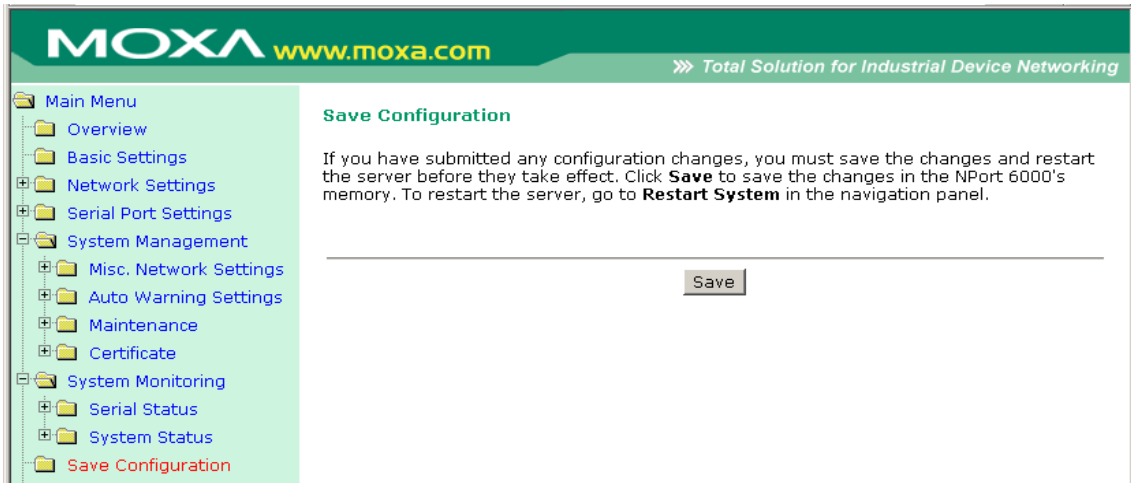 MOXA www.moxa.com
Total Solution for Industrial Device Networking
Main Menu
Overview
Basic Settings
Network Settings
Serial Port Settings
System Management
Misc. Network Settings
Auto Warning Settings
Maintenance
Certificate
System Monitoring
Serial Status
System Status
Save Configuration
Save Configuration
If you have submitted any configuration changes, you must save the changes and restart
the server before they take effect. Click Save to save the changes in the NPort 6000's
memory. To restart the server, go to Restart System in the navigation panel.
Save